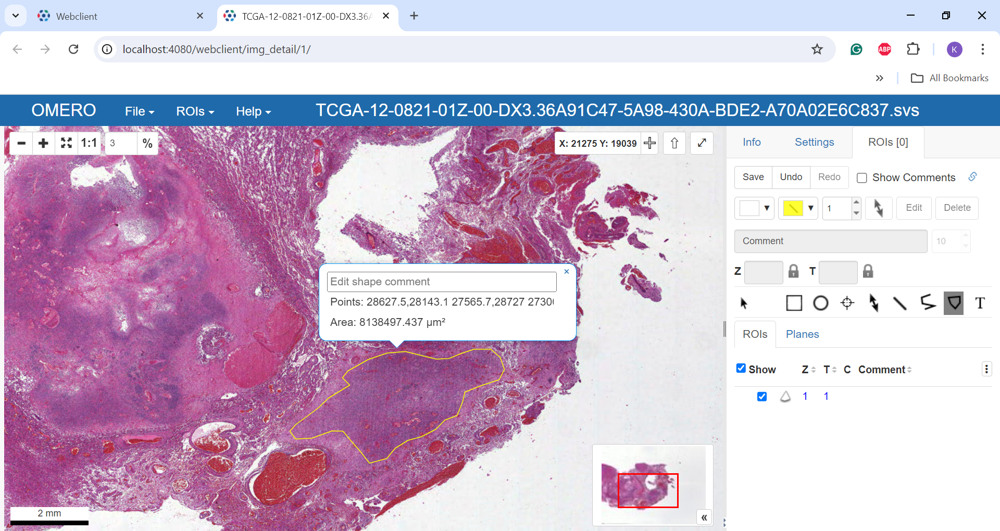 Webclient
TCGA-12-0821-01Z-00-DX3.36A
localhost:4080/webclient/img_detail/1/
ABP
K
All Bookmarks
OMERO
File
ROIs
Help
TCGA-12-0821-01Z-00-DX3.36A91C47-5A98-430A-BDE2-A70A02E6C837.svs
1:1
3
%
X: 21275 Y: 19039
Info
Settings
ROIs [0]
Save
Undo
Redo
Show Comments
1
Edit
Delete
Comment
10
Z
T
T
Edit shape comment
Points: 28627.5,28143.1 27565.7,28727 2730
Area: 8138497.437 µm²
ROIs
Planes
Show
Z
T
C
Comment
1
1
2 mm